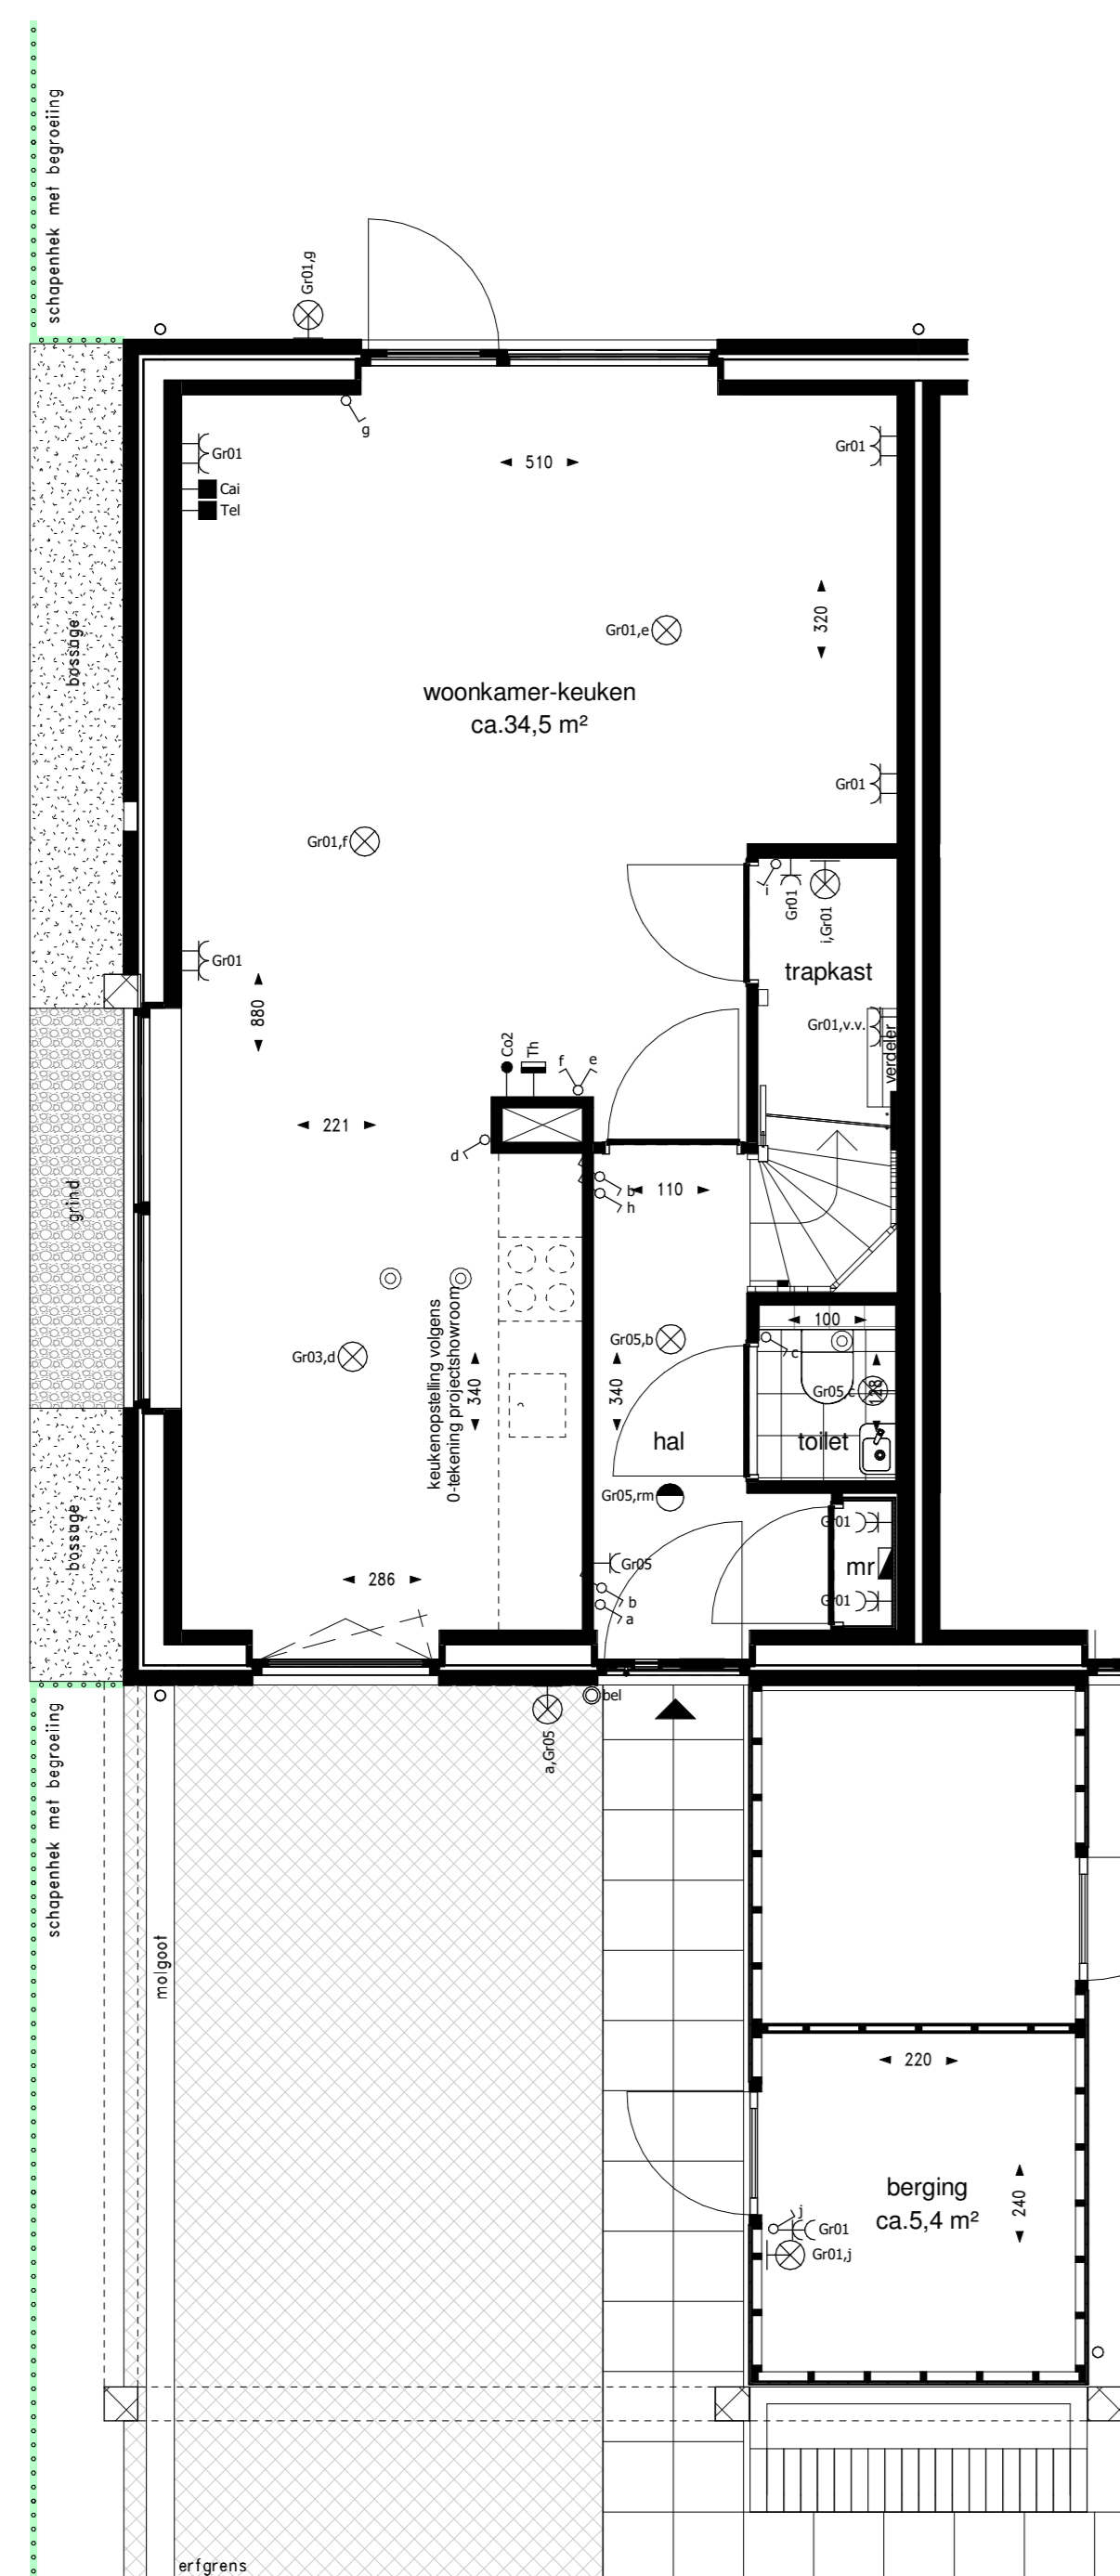 schapenhek met begroeiing
Gr01,g
g
Gr01
Cai
Tel
510
Gr01
320
Gr01,e
bossage
woonkamer-keuken
ca.34,5 m²
Gr01
Gr01,f
i
Gr01
i,Gr01
trapkast
Gr01
880
Gr01,v.v.
verdeler
Co2
Th
f
e
221
d
b
110
h
grind
100
c
Gr05,b
Gr03,d
keukenopstelling volgens
0-tekening projectshowroom
340
340
Gr05,c
128
hal
toilet
Gr05,rm
Gr01
bossage
Gr05
mr
286
b
Gr01
a
bel
a,Gr05
schapenhek met begroeiing
molgoot
220
berging
ca.5,4 m²
240
j
Gr01
Gr01,j
erfgrens